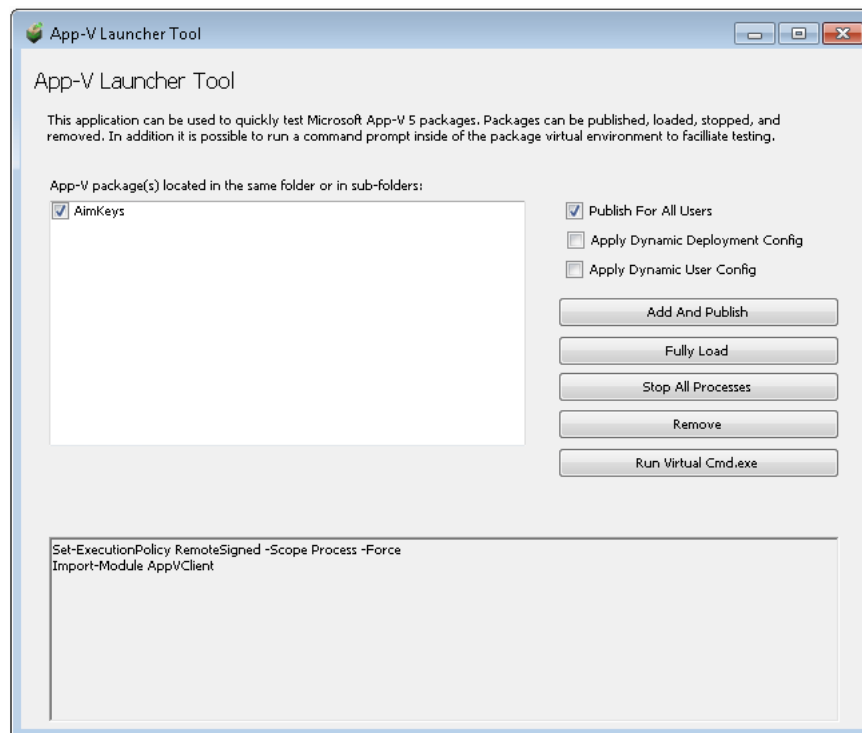 App-V Launcher Tool
App-V Launcher Tool
This application can be used to quickly test Microsoft App-V 5 packages. Packages can be published, loaded, stopped, and
removed. In addition it is possible to run a command prompt inside of the package virtual environment to facilliate testing.
App-V package(s) located in the same folder or in sub-folders:
AimKeys
Publish For All Users
Apply Dynamic Deployment Config
Apply Dynamic User Config
Add And Publish
Fully Load
Stop All Processes
Remove
Run Virtual Cmd.exe
Set-ExecutionPolicy RemoteSigned -Scope Process -Force
Import-Module AppVClient